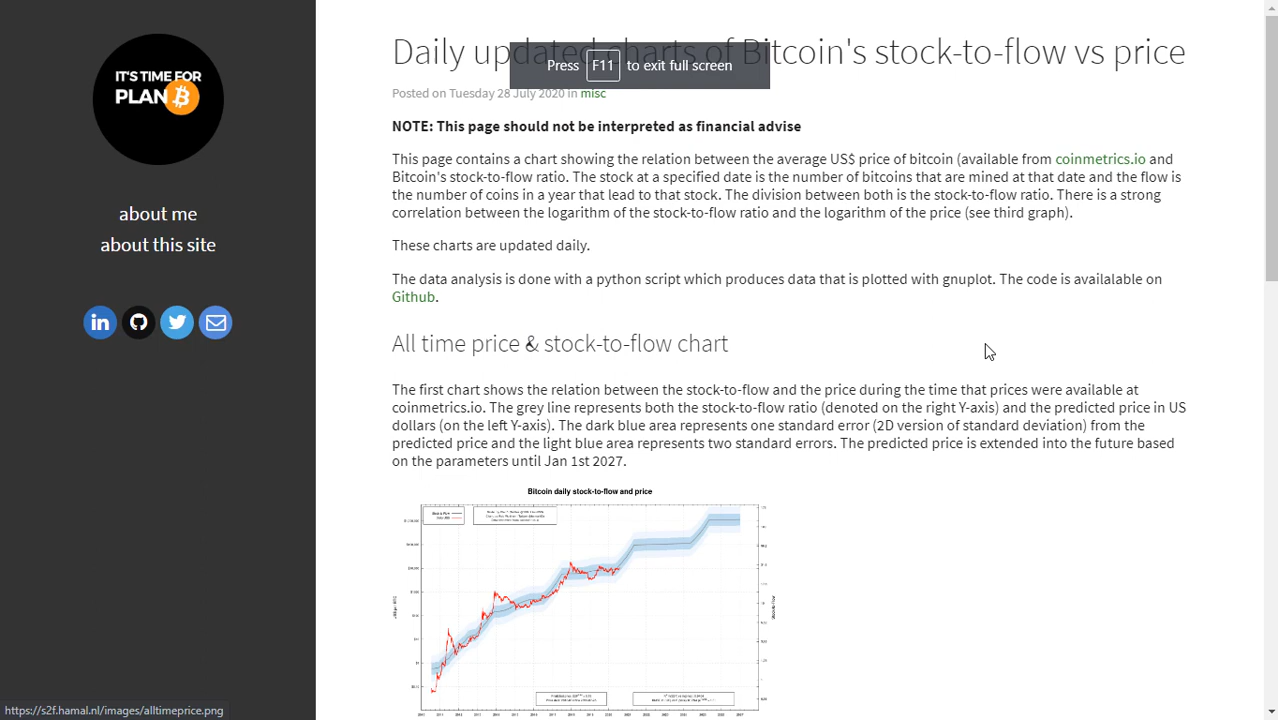 IT'S TIME FOR
PLAN B
about me
about this site
Daily updated charts of Bitcoin's stock-to-flow vs price
Press F11 to exit full screen
Posted on Tuesday 28 July 2020 in misc
NOTE: This page should not be interpreted as financial advise
This page contains a chart showing the relation between the average US$ price of bitcoin (available from coinmetrics.io and
Bitcoin's stock-to-flow ratio. The stock at a specified date is the number of bitcoins that are mined at that date and the flow is
the number of coins in a year that lead to that stock. The division between both is the stock-to-flow ratio. There is a strong
correlation between the logarithm of the stock-to-flow ratio and the logarithm of the price (see third graph).
These charts are updated daily.
The data analysis is done with a python script which produces data that is plotted with gnuplot. The code is availalable on
Github.
All time price & stock-to-flow chart
The first chart shows the relation between the stock-to-flow and the price during the time that prices were available at
coinmetrics.io. The grey line represents both the stock-to-flow ratio (denoted on the right Y-axis) and the predicted price in US
dollars (on the left Y-axis). The dark blue area represents one standard error (2D version of standard deviation) from the
predicted price and the light blue area represents two standard errors. The predicted price is extended into the future based
on the parameters until Jan 1st 2027.
Bitcoin daily stock-to-flow and price
https://s2f.hamal.nl/images/alltimeprice.png